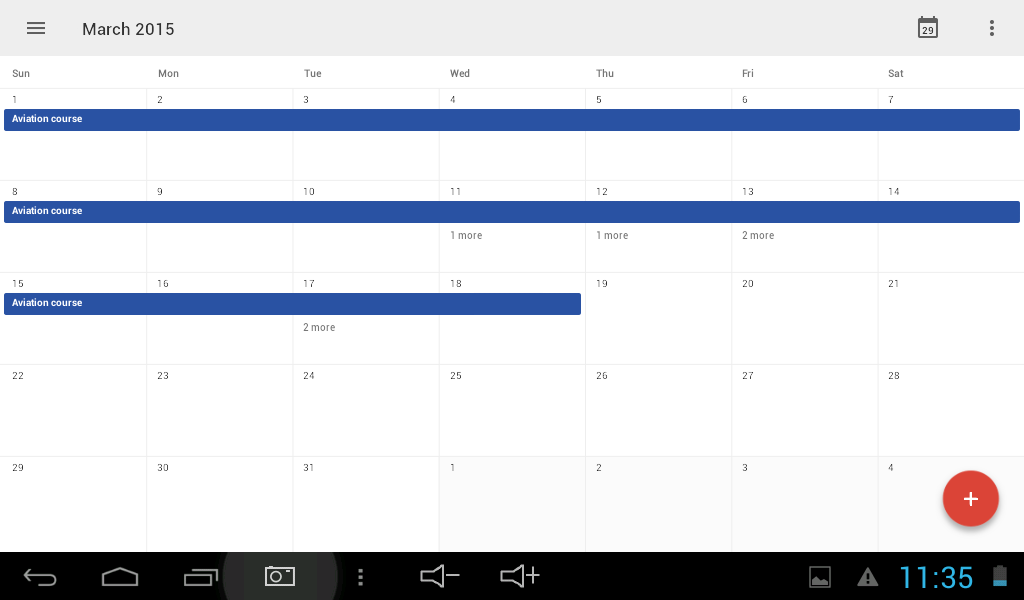 March 2015
29
Sun Mon Tue Wed Thu Fri Sat
1 2 3 4 5 6 7
Aviation course
8 9 10 11 12 13 14
Aviation course
1 more 1 more 2 more
15 16 17 18 19 20 21
Aviation course
2 more
22 23 24 25 26 27 28
29 30 31 1 2 3 4
+
11:35